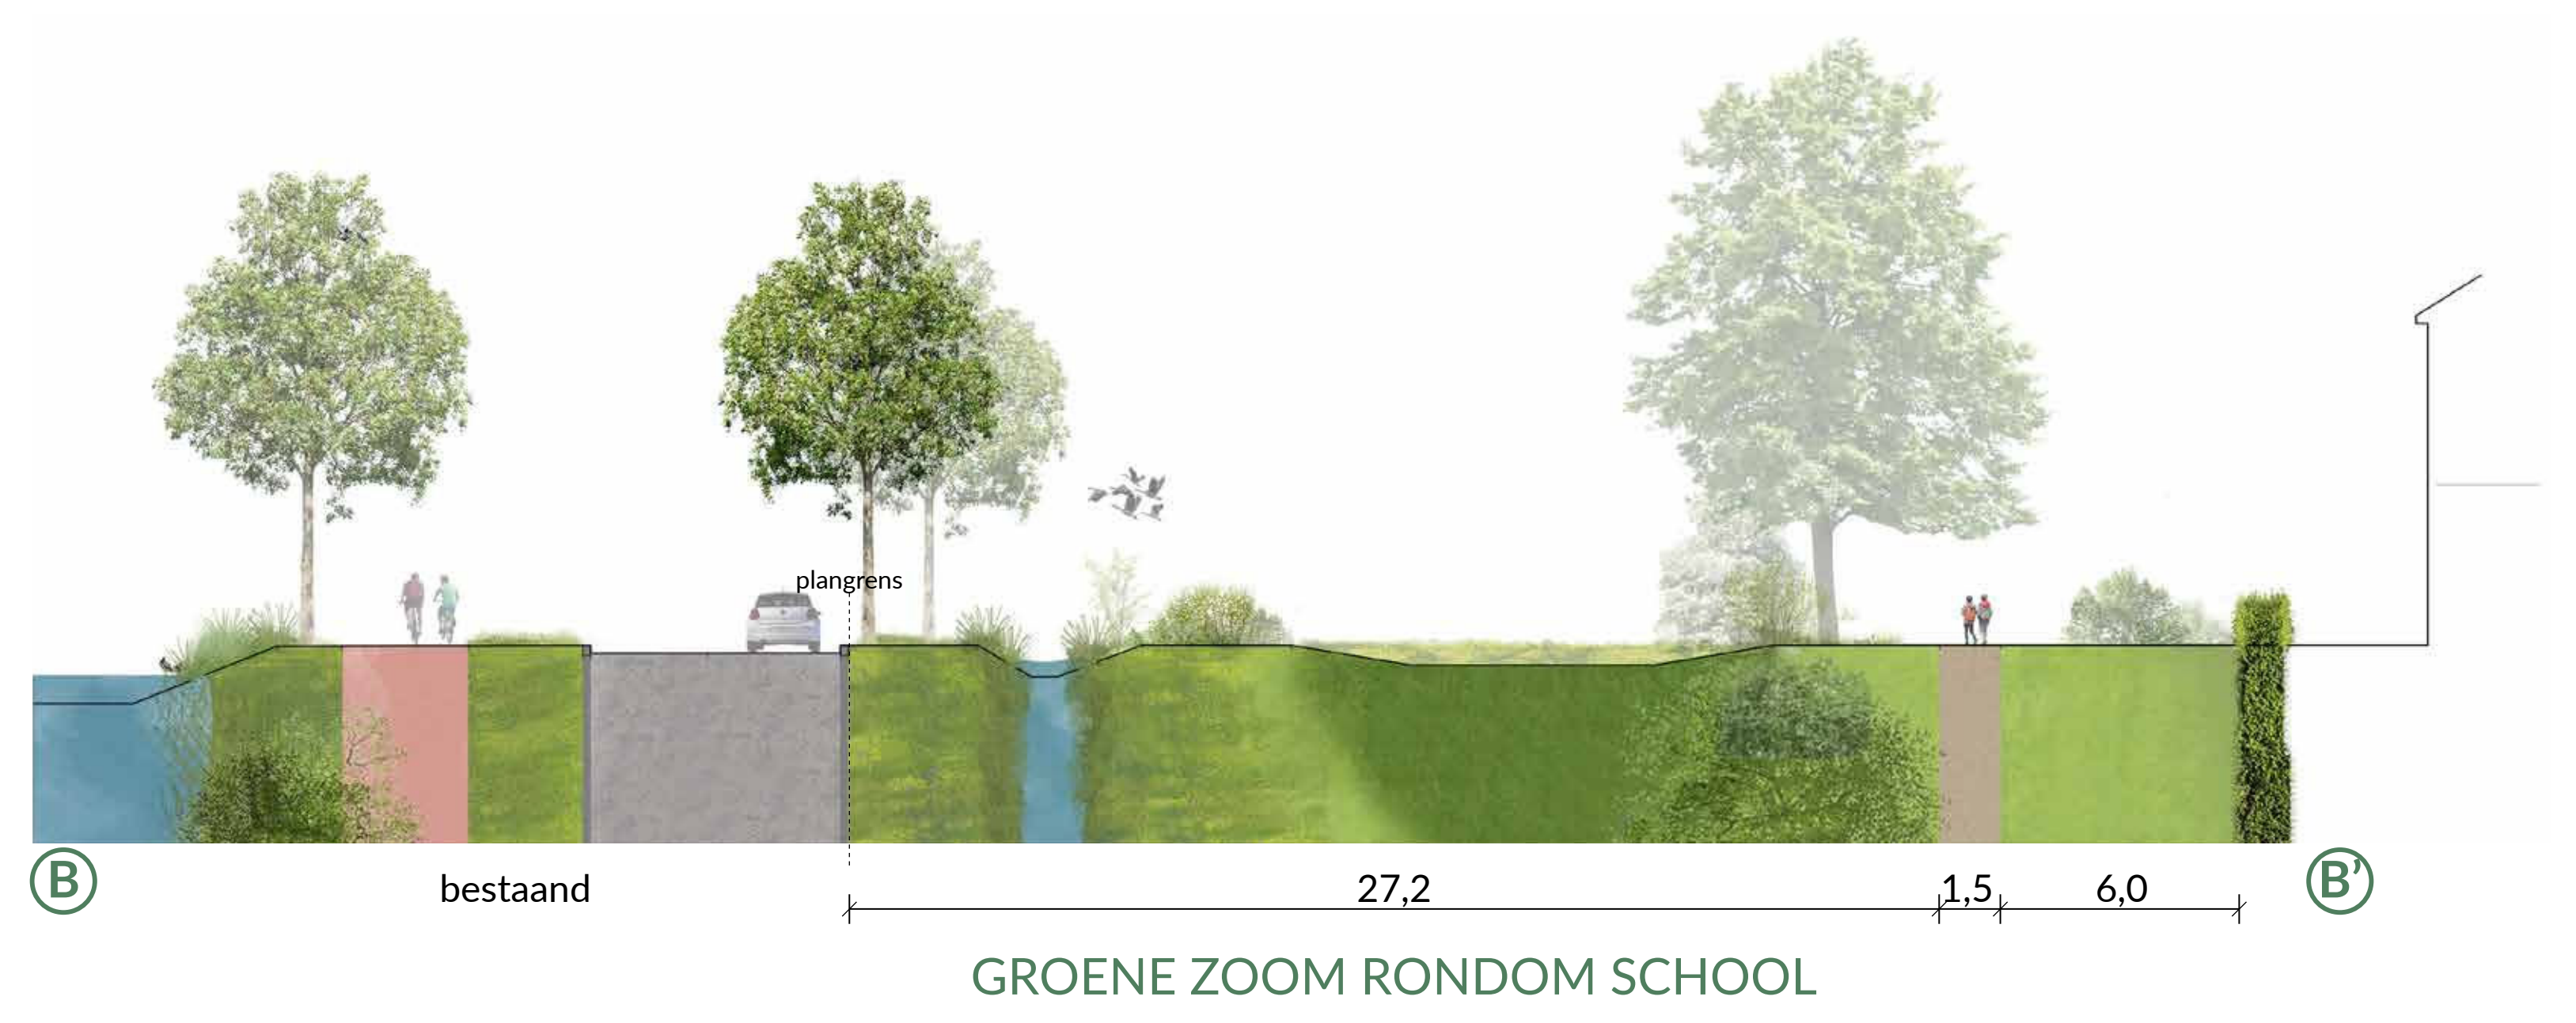 plangrens
B
bestaand
27,2
1,5
6,0
B’
GROENE ZOOM RONDOM SCHOOL